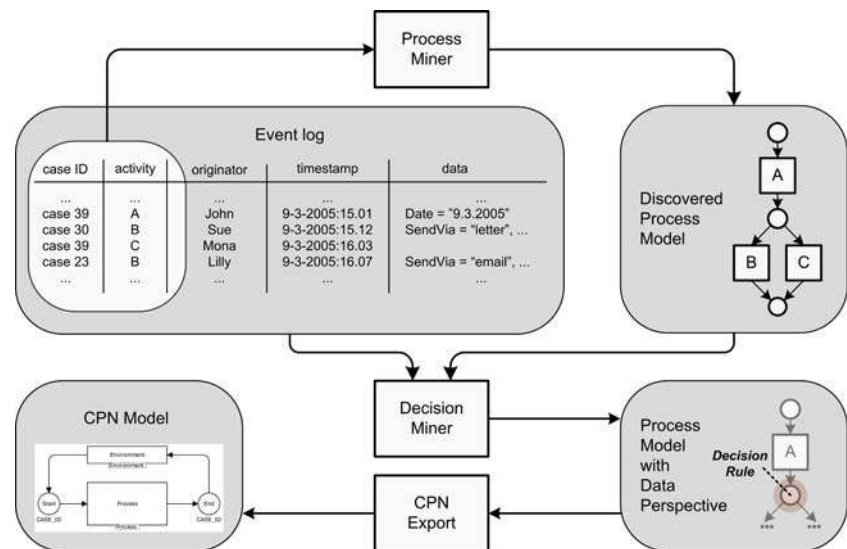 Process
Miner
Event log
case ID activity originator timestamp data
... ... ... ... ...
case 39 A John 9-3-2005:15.01 Date = "9.3.2005"
case 30 B Sue 9-3-2005:15.12 SendVia = "letter", ...
case 39 C Mona 9-3-2005:16.03
case 23 B Lilly 9-3-2005:16.07 SendVia = "email", ...
... ... ... ... ...
Discovered
Process
Model
A
B C
CPN Model
Environment
Environment
Start
Process
End
CASE_ID
Process
CASE_ID
Decision
Miner
CPN
Export
Process
Model
with
Data
Perspective
A
Decision
Rule
... ...